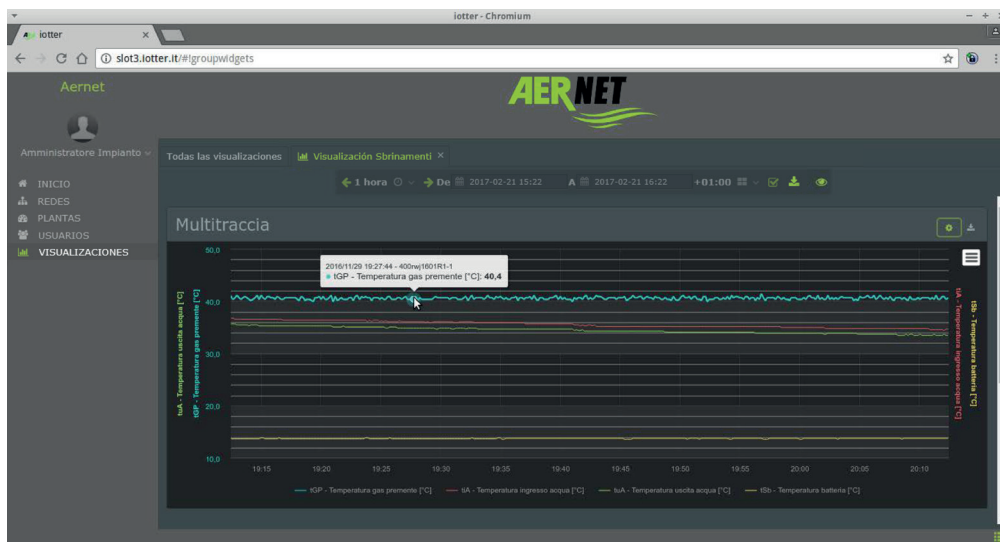 iotter - Chromium
iotter
slot3.iotter.it/#!groupwidgets
Aernet
AERNET
Amministratore Impianto
INICIO
REDES
PLANTAS
USUARIOS
VISUALIZACIONES
Todas las visualizaciones Visualización Sbrinamenti ×
1 hora De 2017-02-21 15:22 A 2017-02-21 16:22 +01:00
Multitraccia
2016/11/29 19:27:44 - 400rwj1601R1-1
tGP - Temperatura gas premente [°C]: 40,4
50,0
40,0
30,0
20,0
10,0
tuA - Temperatura uscita acqua [°C]
tGP - Temperatura gas premente [°C]
tiA - Temperatura ingresso acqua [°C]
tSb - Temperatura batteria [°C]
19:15 19:20 19:25 19:30 19:35 19:40 19:45 19:50 19:55 20:00 20:05 20:10
tGP - Temperatura gas premente [°C] tiA - Temperatura ingresso acqua [°C] tuA - Temperatura uscita acqua [°C] tSb - Temperatura batteria [°C]